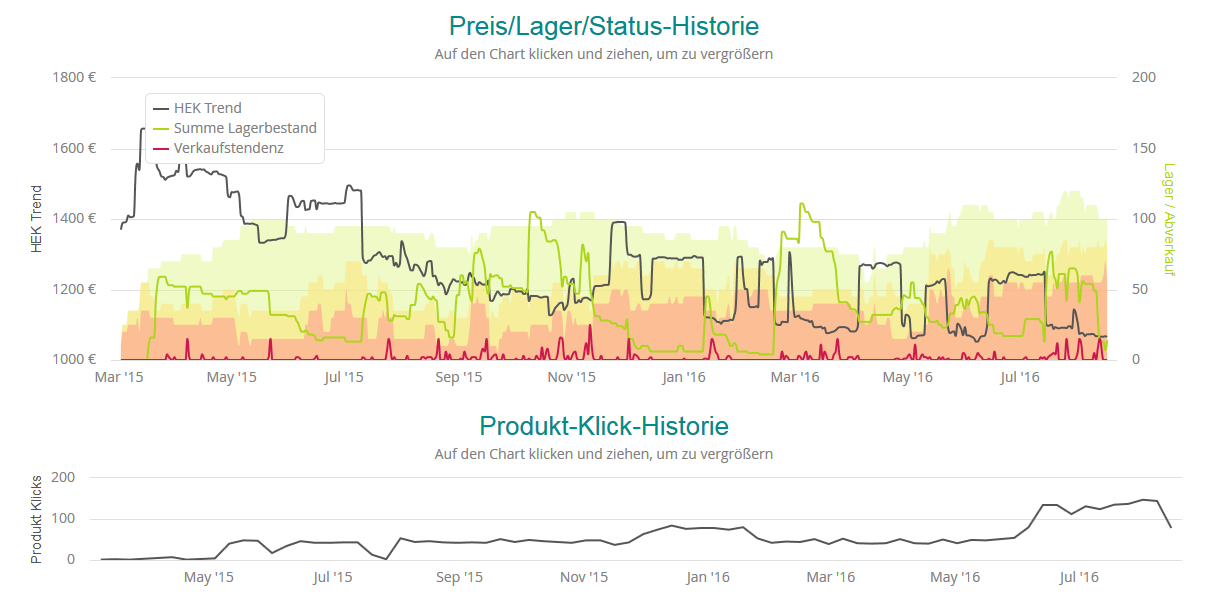 Preis/Lager/Status-Historie
Auf den Chart klicken und ziehen, um zu vergrößern
1800 €
200
HEK Trend
Summe Lagerbestand
Verkaufstendenz
1600 €
150
HEK Trend
Lager / Abverkauf
1400 €
100
1200 €
50
1000 €
0
Mar '15
May '15
Jul '15
Sep '15
Nov '15
Jan '16
Mar '16
May '16
Jul '16
Produkt-Klick-Historie
Auf den Chart klicken und ziehen, um zu vergrößern
Produkt Klicks
200
100
0
May '15
Jul '15
Sep '15
Nov '15
Jan '16
Mar '16
May '16
Jul '16